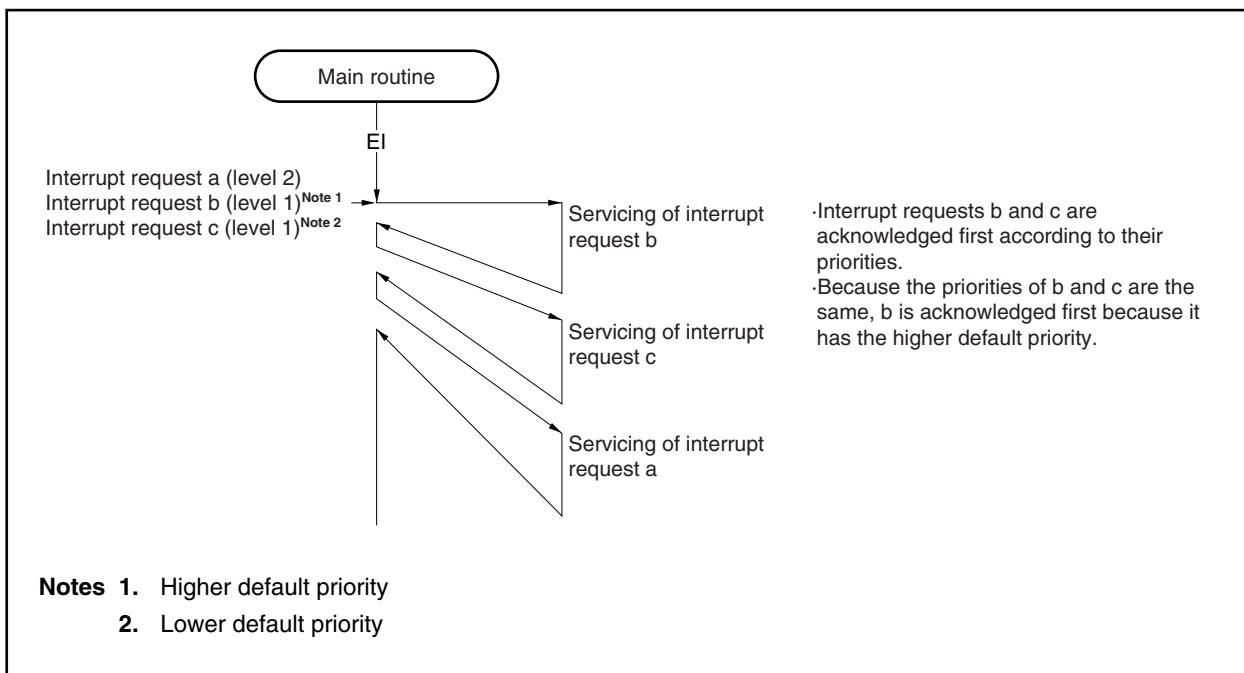 Main routine
EI
Interrupt request a (level 2)
Interrupt request b (level 1)Note 1
Interrupt request c (level 1)Note 2
Servicing of interrupt
request b
Servicing of interrupt
request c
Servicing of interrupt
request a
·Interrupt requests b and c are
acknowledged first according to their
priorities.
·Because the priorities of b and c are the
same, b is acknowledged first because it
has the higher default priority.
Notes 1. Higher default priority
2. Lower default priority